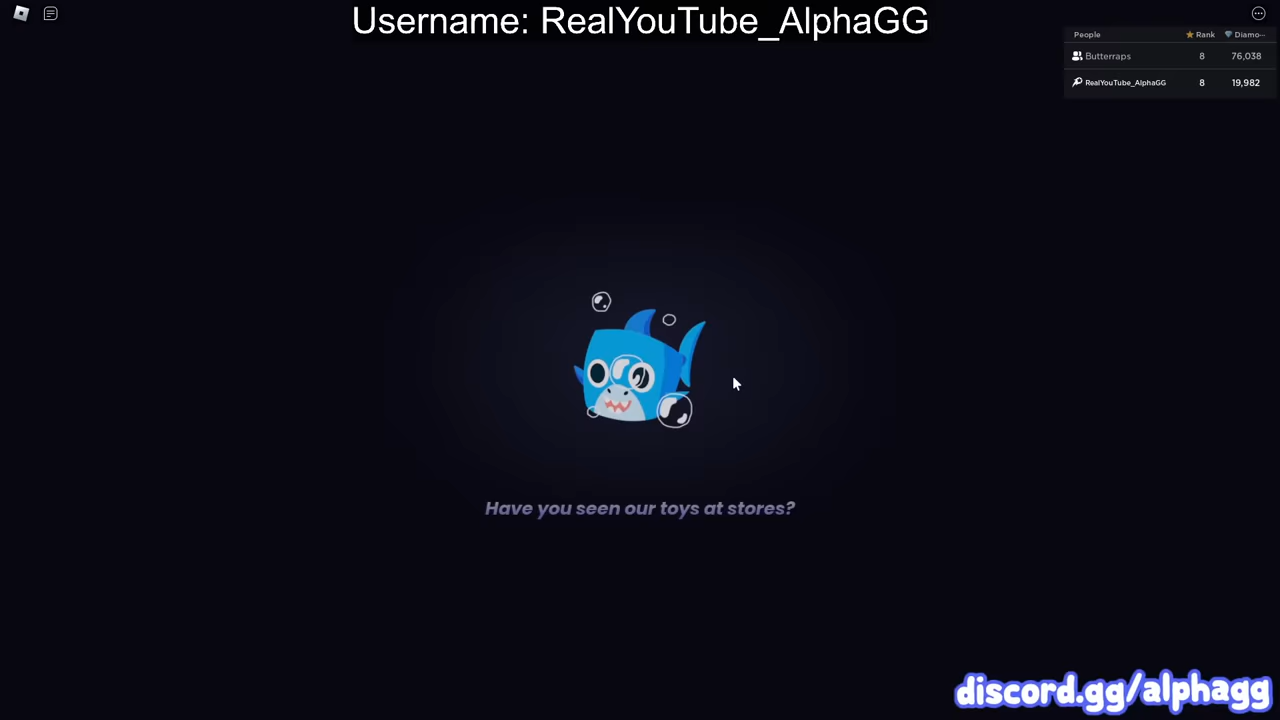 Username: RealYouTube_AlphaGG
People Rank Diamo···
Butterraps 8 76,038
RealYouTube_AlphaGG 8 19,982
Have you seen our toys at stores?
discord.gg/alphagg